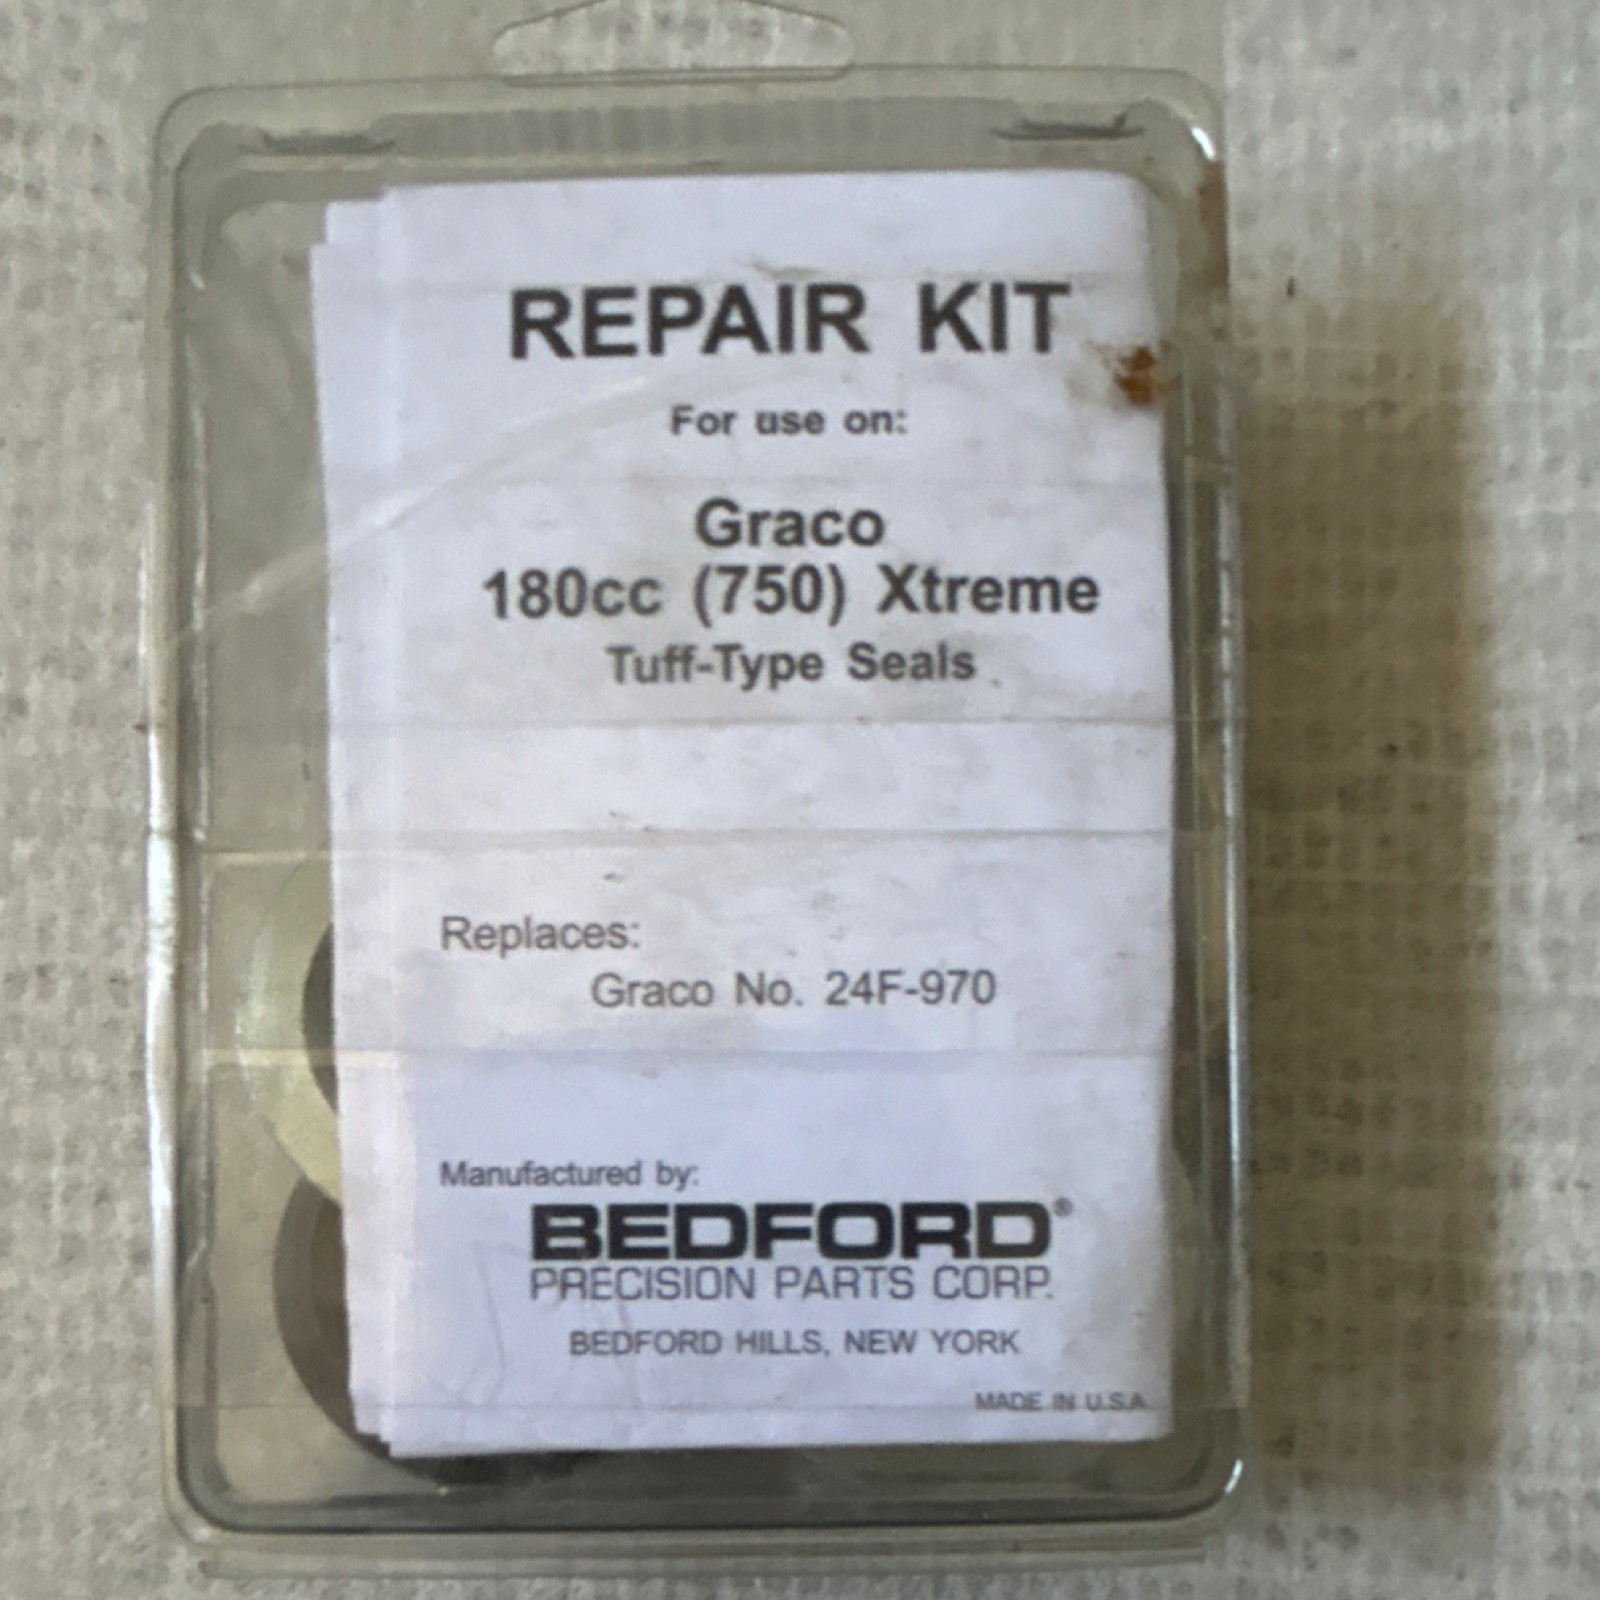 REPAIR KIT
For use on:
Graco
180cc (750) Xtreme
Tuff-Type Seals
Replaces:
Graco No. 24F-970
Manufactured by:
BEDFORD®
PRECISION PARTS CORP.
BEDFORD HILLS, NEW YORK
MADE IN U.S.A.